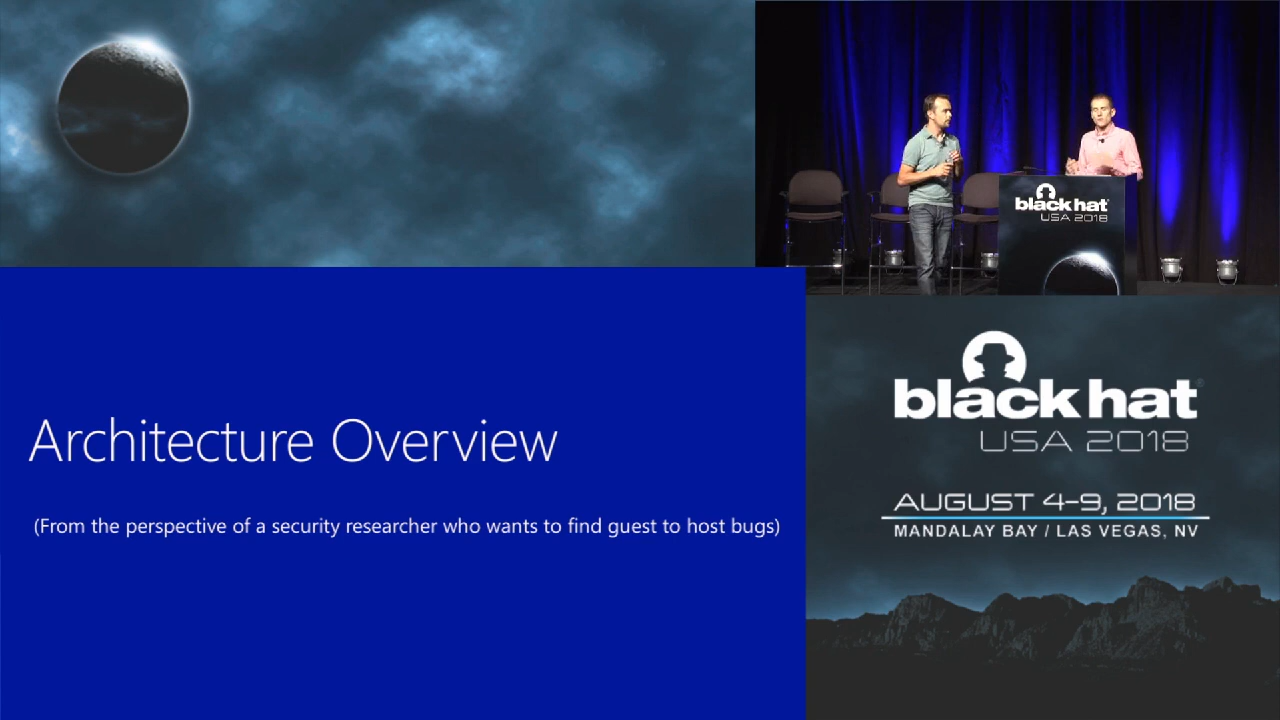 black hat
USA 2018
Architecture Overview
(From the perspective of a security researcher who wants to find guest to host bugs)
black hat
USA 2018
AUGUST 4-9, 2018
MANDALAY BAY / LAS VEGAS, NV